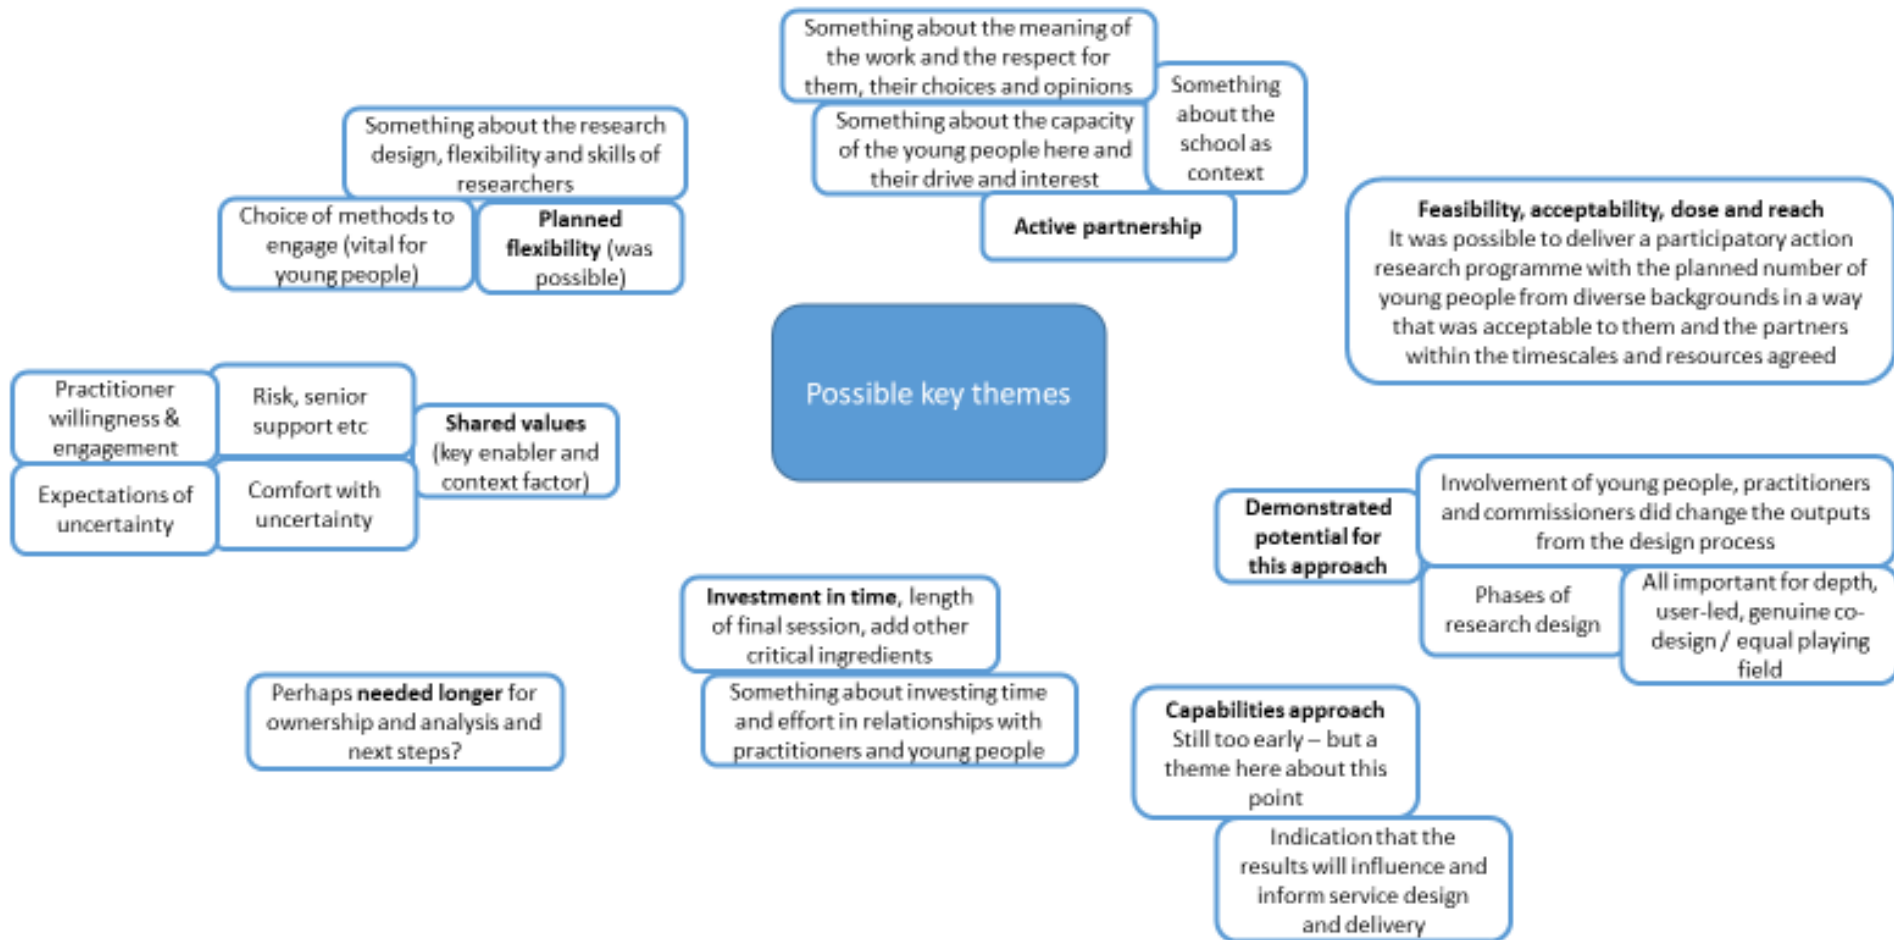 Something about the meaning of
the work and the respect for
them, their choices and opinions
Something about the capacity
of the young people here and
their drive and interest
Something
about the
school as
context
Active partnership
Something about the research
design, flexibility and skills of
researchers
Choice of methods to
engage (vital for
young people)
Planned
flexibility (was
possible)
Feasibility, acceptability, dose and reach
It was possible to deliver a participatory action
research programme with the planned number of
young people from diverse backgrounds in a way
that was acceptable to them and the partners
within the timescales and resources agreed
Possible key themes
Practitioner
willingness &
engagement
Risk, senior
support etc
Shared values
(key enabler and
context factor)
Expectations of
uncertainty
Comfort with
uncertainty
Demonstrated
potential for
this approach
Involvement of young people, practitioners
and commissioners did change the outputs
from the design process
Phases of
research design
All important for depth,
user-led, genuine co-
design / equal playing
field
Investment in time, length
of final session, add other
critical ingredients
Something about investing time
and effort in relationships with
practitioners and young people
Perhaps needed longer for
ownership and analysis and
next steps?
Capabilities approach
Still too early – but a
theme here about this
point
Indication that the
results will influence and
inform service design
and delivery